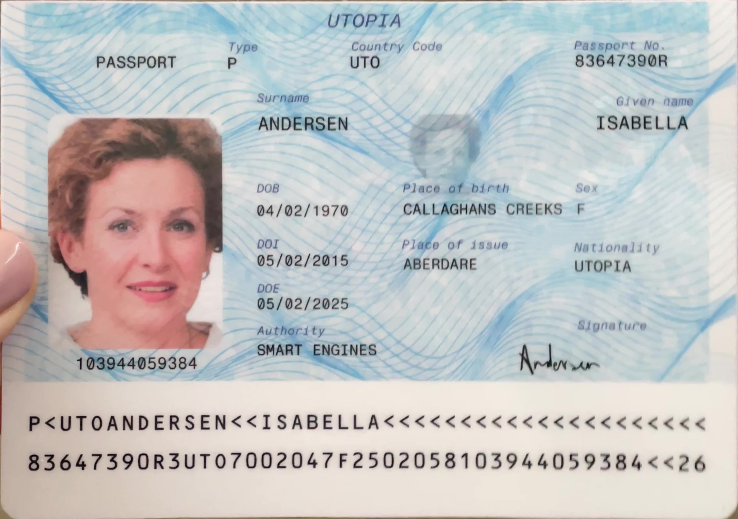 UTOPIA
Type Country Code Passport No.
PASSPORT P UTO 83647390R
Surname Given name
ANDERSEN ISABELLA
DOB Place of birth Sex
04/02/1970 CALLAGHANS CREEKS F
DOI Place of issue Nationality
05/02/2015 ABERDARE UTOPIA
DOE
05/02/2025
Authority Signature
SMART ENGINES
Andersen
103944059384
P<UTOANDERSEN<<ISABELLA<<<<<<<<<<<<<<<<<<<<<
83647390R3UTO7002047F2502058103944059384<<26